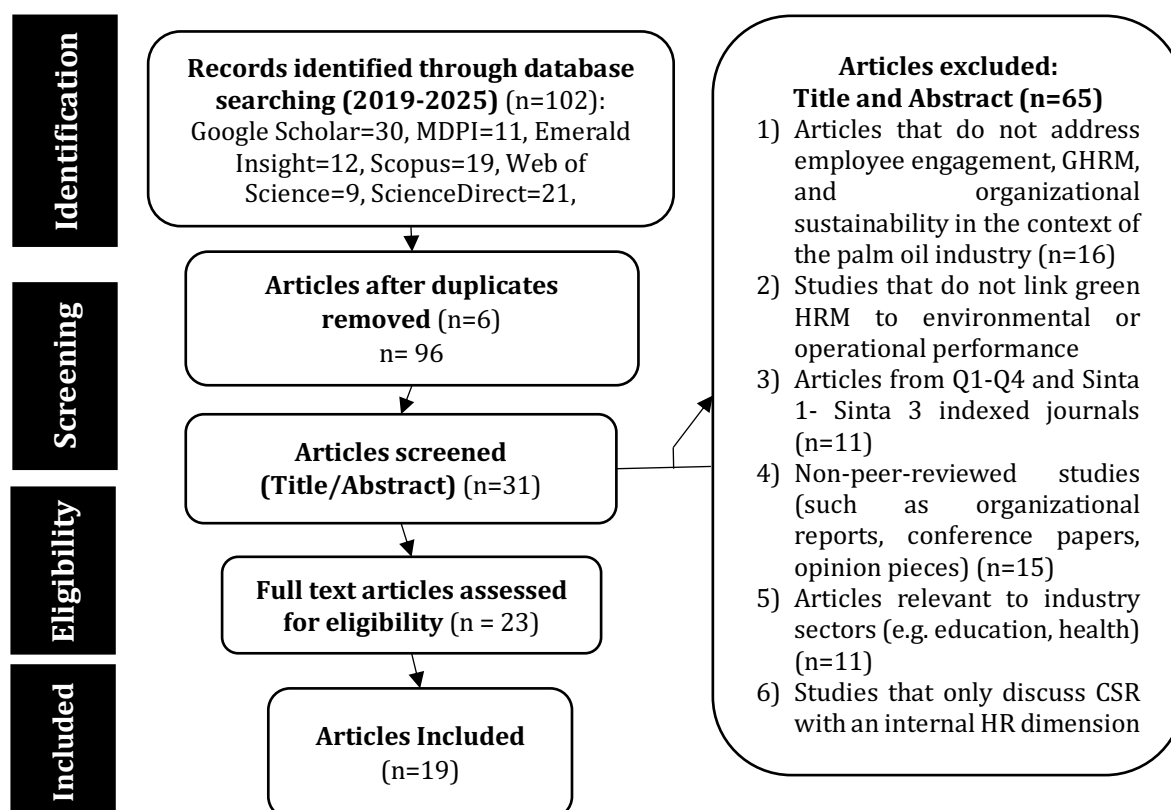 Identification
Records identified through database
searching (2019-2025) (n=102):
Google Scholar=30, MDPI=11, Emerald
Insight=12, Scopus=19, Web of
Science=9, ScienceDirect=21,
Screening
Articles after duplicates
removed (n=6)
n= 96
Articles screened
(Title/Abstract) (n=31)
Eligibility
Full text articles assessed
for eligibility (n = 23)
Included
Articles Included
(n=19)
Articles excluded:
Title and Abstract (n=65)
1) Articles that do not address
employee engagement, GHRM,
and organizational
sustainability in the context of
the palm oil industry (n=16)
2) Studies that do not link green
HRM to environmental or
operational performance
3) Articles from Q1-Q4 and Sinta
1- Sinta 3 indexed journals
(n=11)
4) Non-peer-reviewed studies
(such as organizational
reports, conference papers,
opinion pieces) (n=15)
5) Articles relevant to industry
sectors (e.g. education, health)
(n=11)
6) Studies that only discuss CSR
with an internal HR dimension